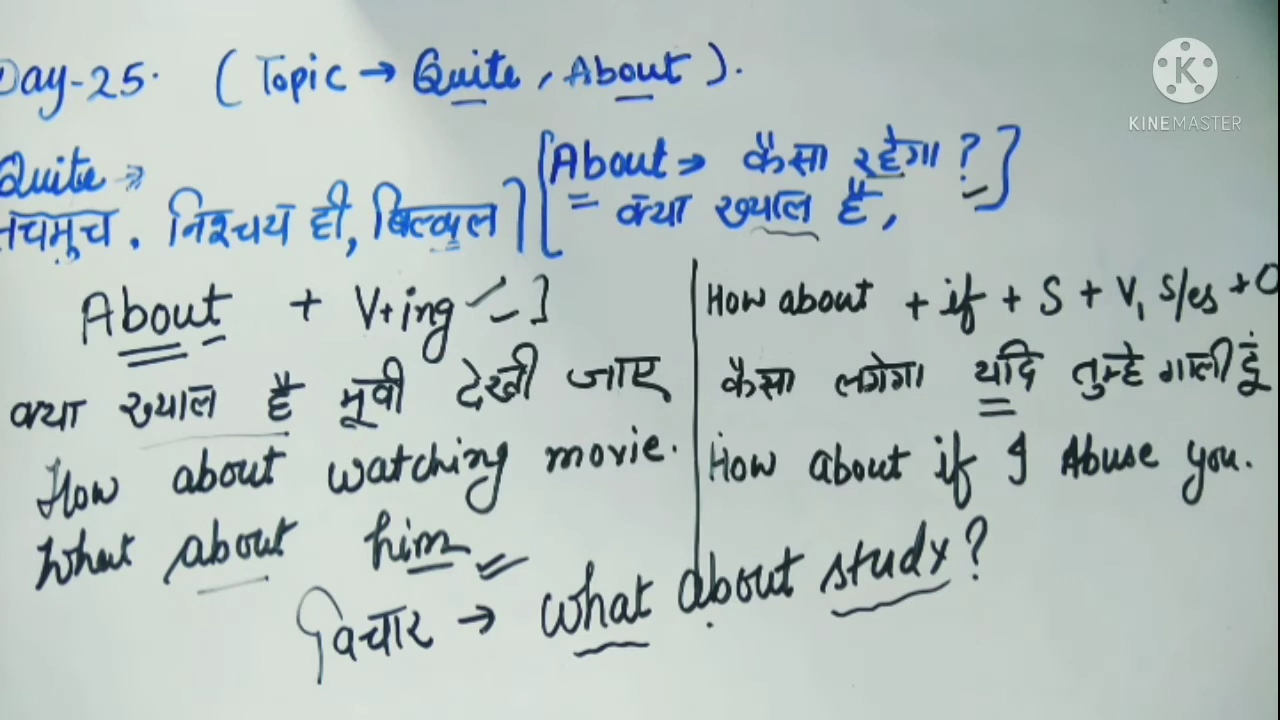 Day-25. (Topic → Quite, About).
Quite →
सचमुच. निश्चय ही, बिल्कुल]
[About → कैसा रहेगा ?]
= क्या ख्याल है,
About + V+ing ]
क्या ख्याल है मूवी देखी जाए
How about watching movie.
What about him
How about + if + S + V, s/es + O
कैसा लगेगा यदि तुम्हे गाली दूं
How about if I Abuse you.
विचार → what about study?
KINEMASTER